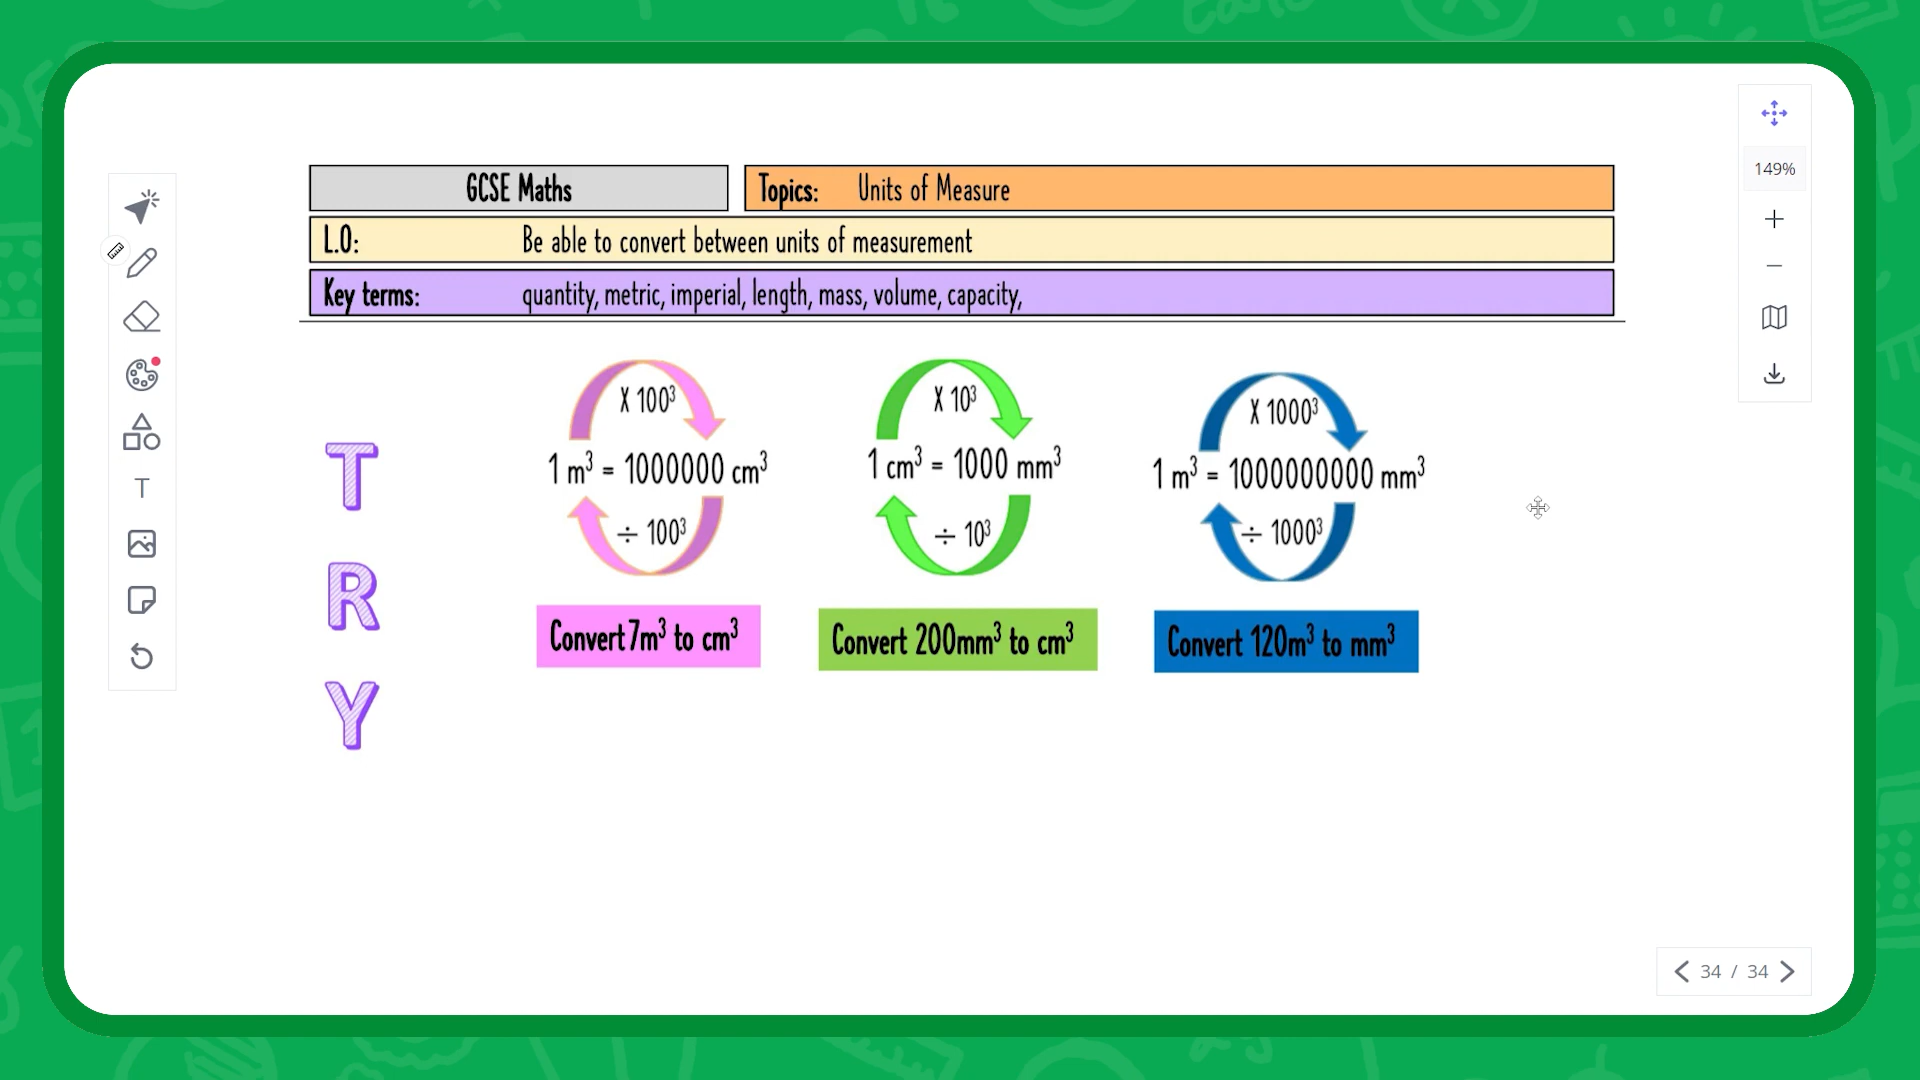 GCSE Maths
Topics: Units of Measure
L.O: Be able to convert between units of measurement
Key terms: quantity, metric, imperial, length, mass, volume, capacity,
X 100³
1 m³ = 1000000 cm³
÷ 100³
X 10³
1 cm³ = 1000 mm³
÷ 10³
X 1000³
1 m³ = 1000000000 mm³
÷ 1000³
T
R
Y
Convert 7m³ to cm³
Convert 200mm³ to cm³
Convert 120m³ to mm³
T
149%
34 / 34